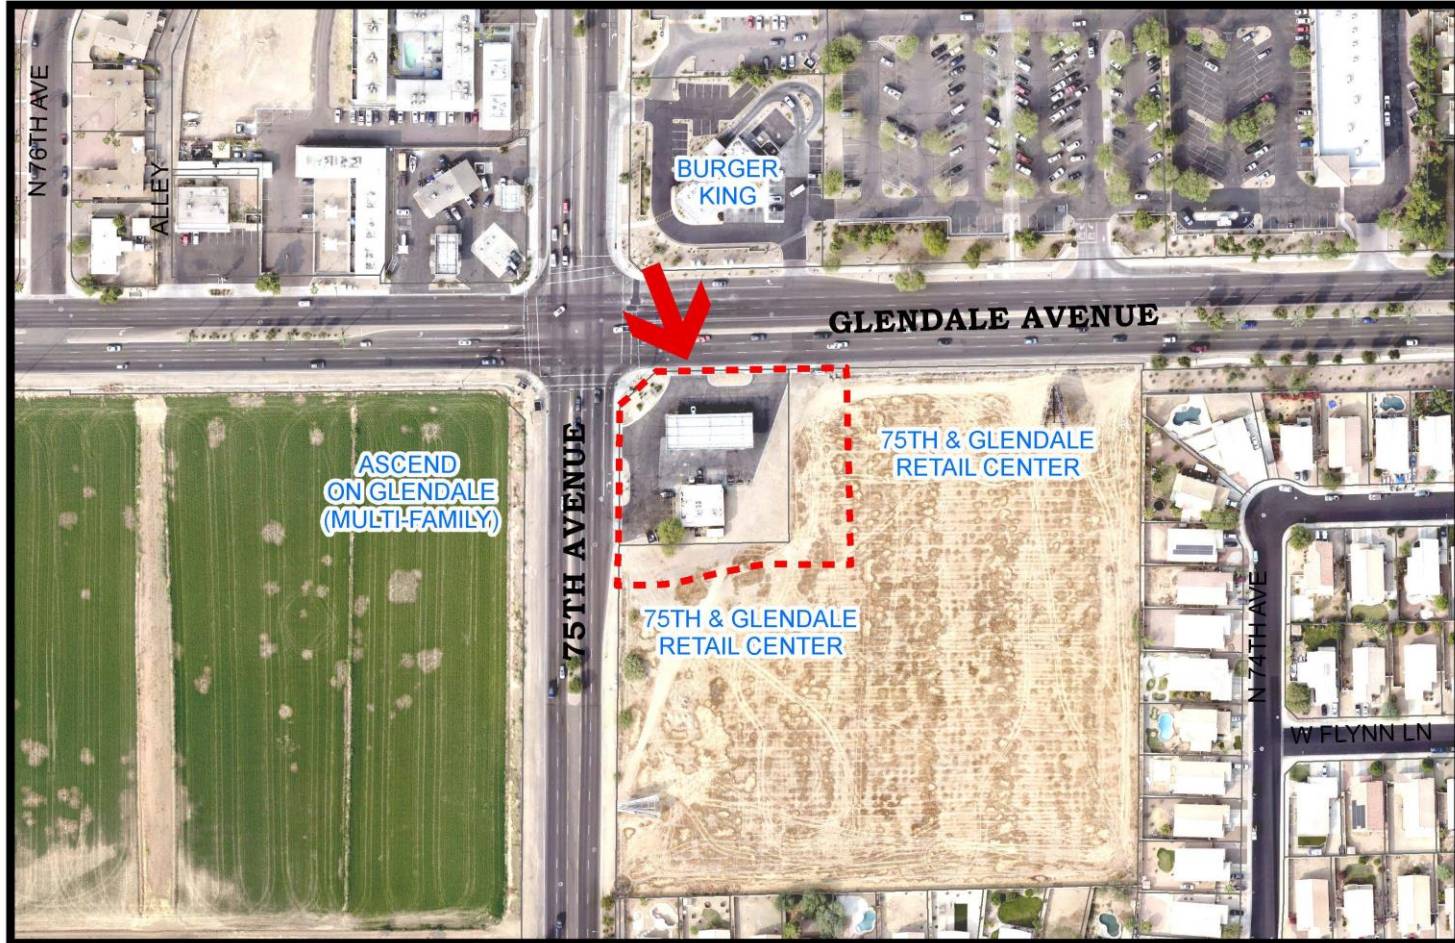 N 76TH AVE
ALLEY
BURGER
KING
GLENDALE AVENUE
ASCEND
ON GLENDALE
(MULTI-FAMILY)
75TH AVENUE
75TH & GLENDALE
RETAIL CENTER
75TH & GLENDALE
RETAIL CENTER
N 74TH AVE
W FLYNN LN